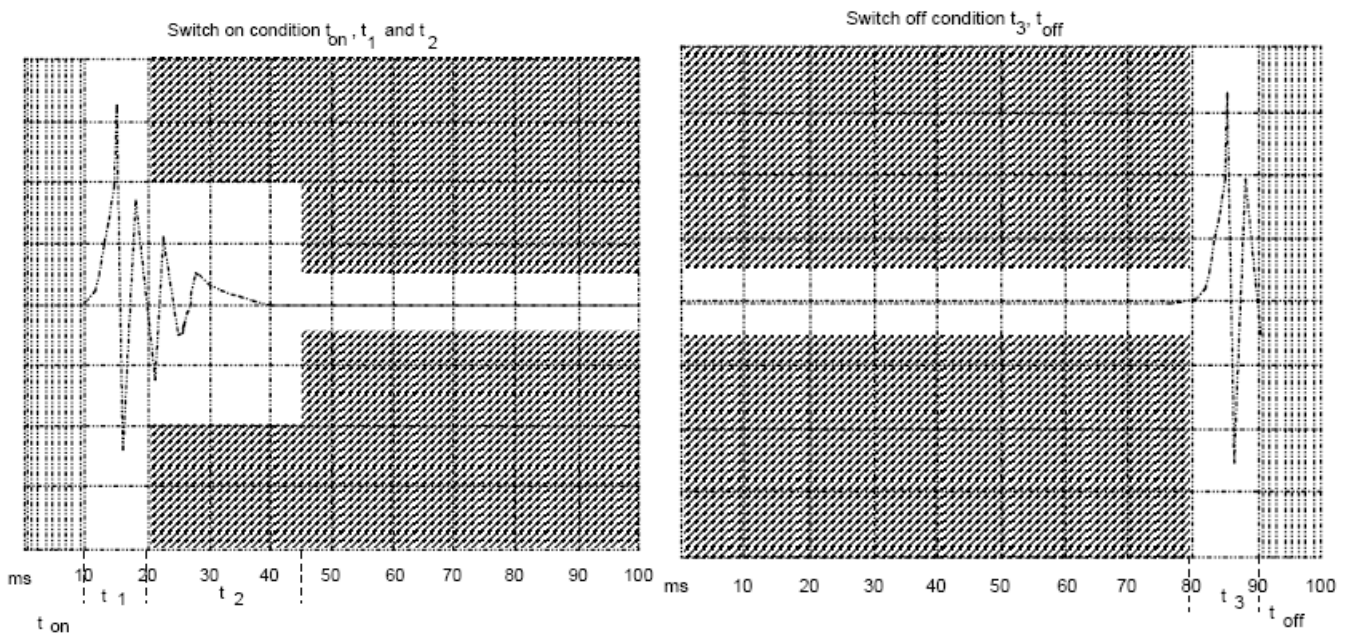 Switch on condition t_on, t_1 and t_2
Switch off condition t_3, t_off
ms 10 20 30 40 50 60 70 80 90 100
t_1 t_2
t_on
ms 10 20 30 40 50 60 70 80 90 100
t_3 t_off